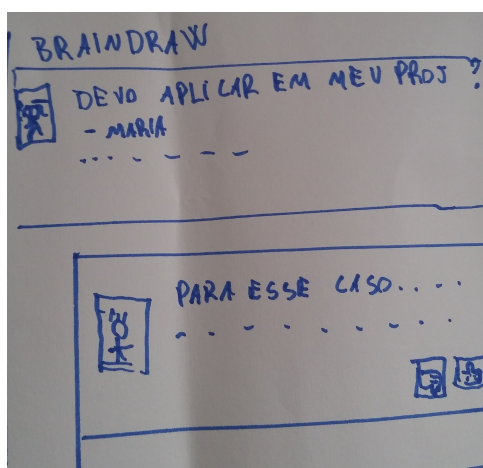 BRAINDRAW
DEVO APLICAR EM MEU PROJ?
- MARIA
... - - - -
PARA ESSE CASO.....